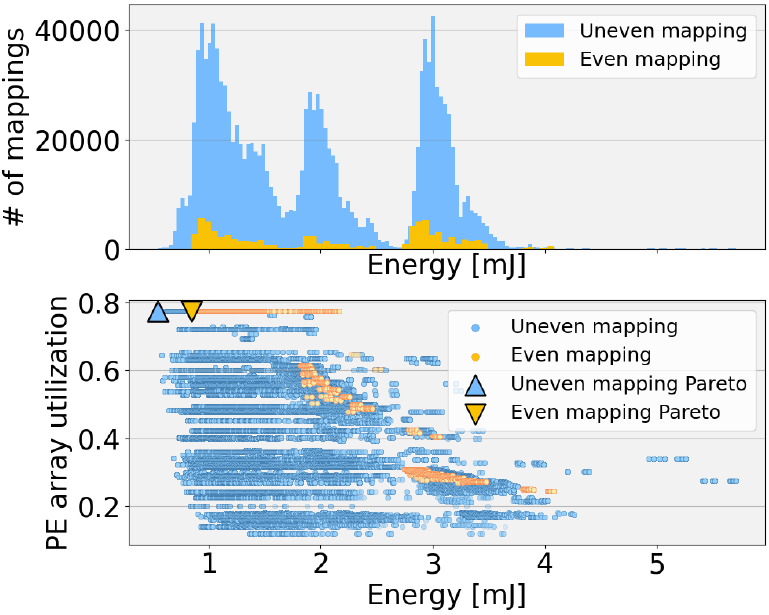 # of mappings
40000
20000
0
Uneven mapping
Even mapping
Energy [mJ]
PE array utilization
0.8
0.6
0.4
0.2
Uneven mapping
Even mapping
Uneven mapping Pareto
Even mapping Pareto
1 2 3 4 5
Energy [mJ]